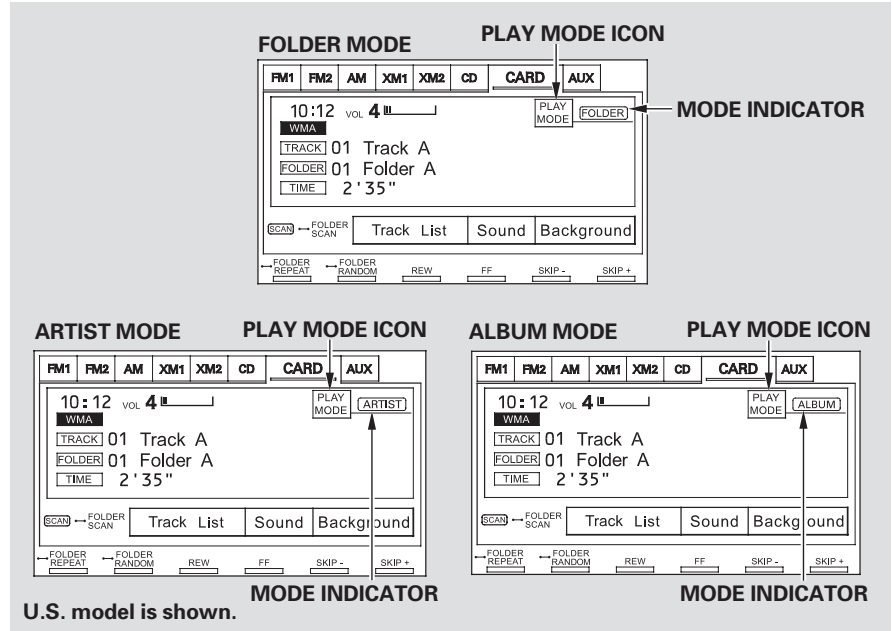 FOLDER MODE
PLAY MODE ICON
FM1 FM2 AM XM1 XM2 CD CARD AUX
10:12 VOL 4
PLAY MODE
FOLDER
MODE INDICATOR
WMA
TRACK 01 Track A
FOLDER 01 Folder A
TIME 2'35"
SCAN FOLDER SCAN Track List Sound Background
FOLDER REPEAT FOLDER RANDOM REW FF SKIP - SKIP +
ARTIST MODE
PLAY MODE ICON
FM1 FM2 AM XM1 XM2 CD CARD AUX
10:12 VOL 4
PLAY MODE
ARTIST
WMA
TRACK 01 Track A
FOLDER 01 Folder A
TIME 2'35"
SCAN FOLDER SCAN Track List Sound Background
FOLDER REPEAT FOLDER RANDOM REW FF SKIP - SKIP +
MODE INDICATOR
ALBUM MODE
PLAY MODE ICON
FM1 FM2 AM XM1 XM2 CD CARD AUX
10:12 VOL 4
PLAY MODE
ALBUM
WMA
TRACK 01 Track A
FOLDER 01 Folder A
TIME 2'35"
SCAN FOLDER SCAN Track List Sound Background
FOLDER REPEAT FOLDER RANDOM REW FF SKIP - SKIP +
MODE INDICATOR
U.S. model is shown.